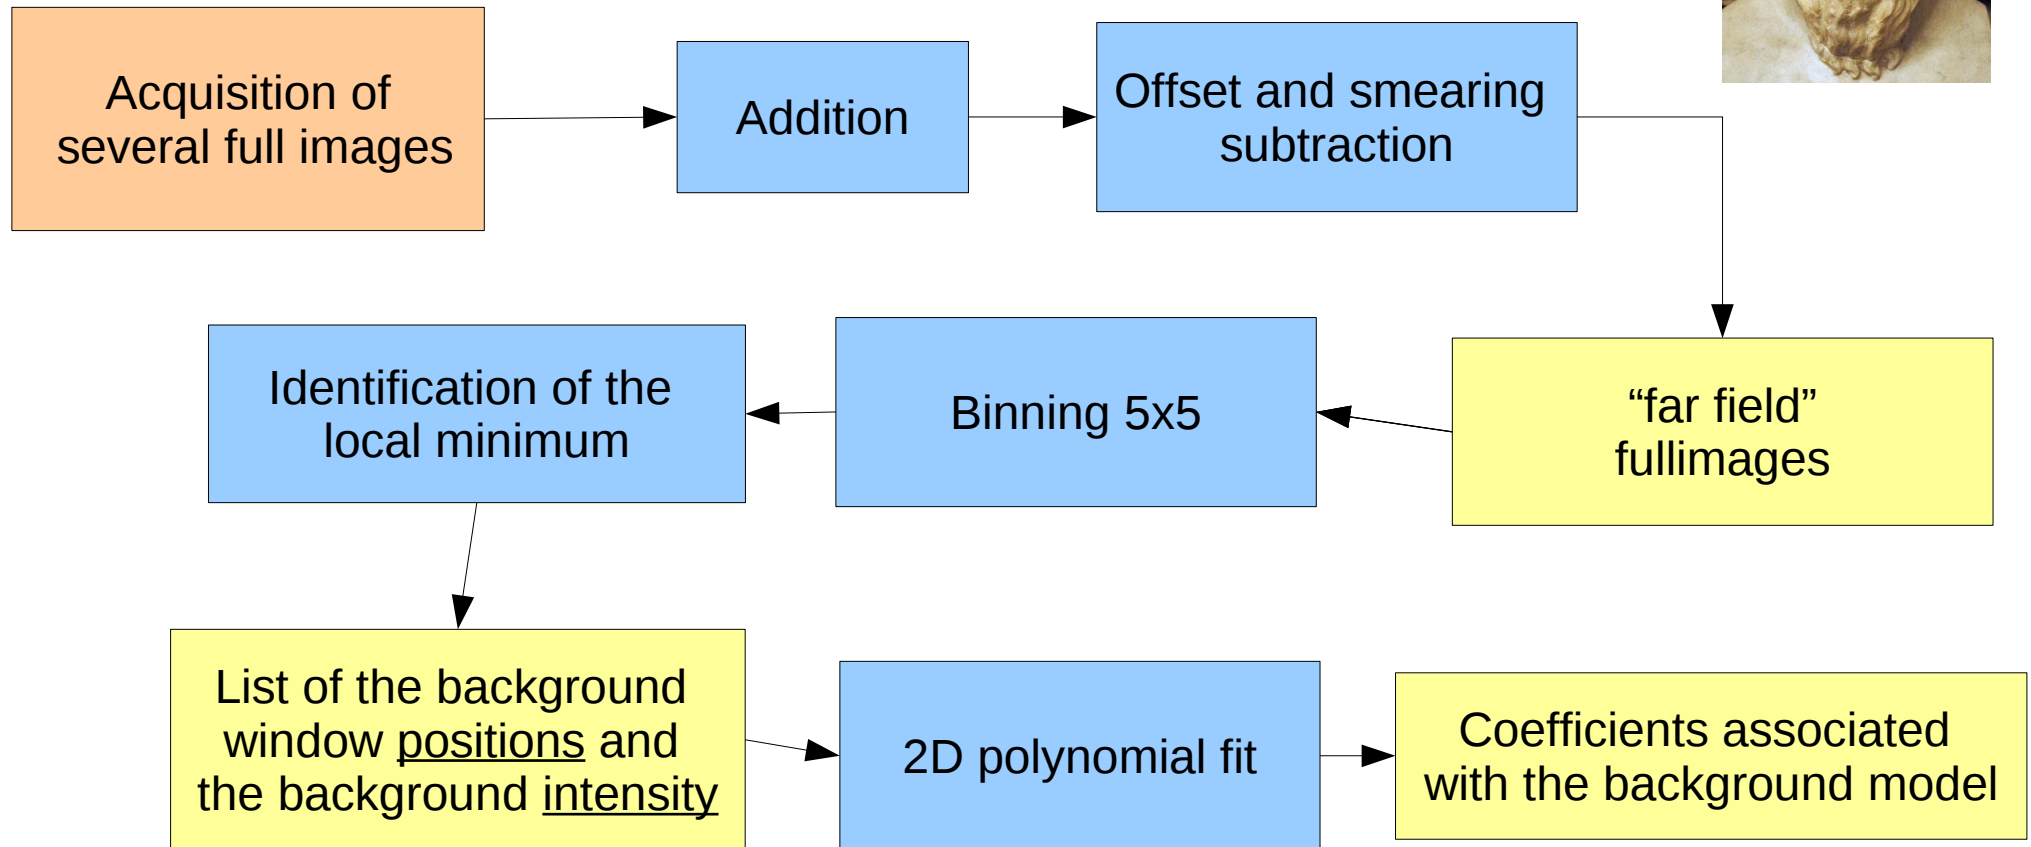 Acquisition of
several full images
Addition
Offset and smearing
subtraction
“far field”
fullimages
Binning 5x5
Identification of the
local minimum
List of the background
window positions and
the background intensity
2D polynomial fit
Coefficients associated
with the background model